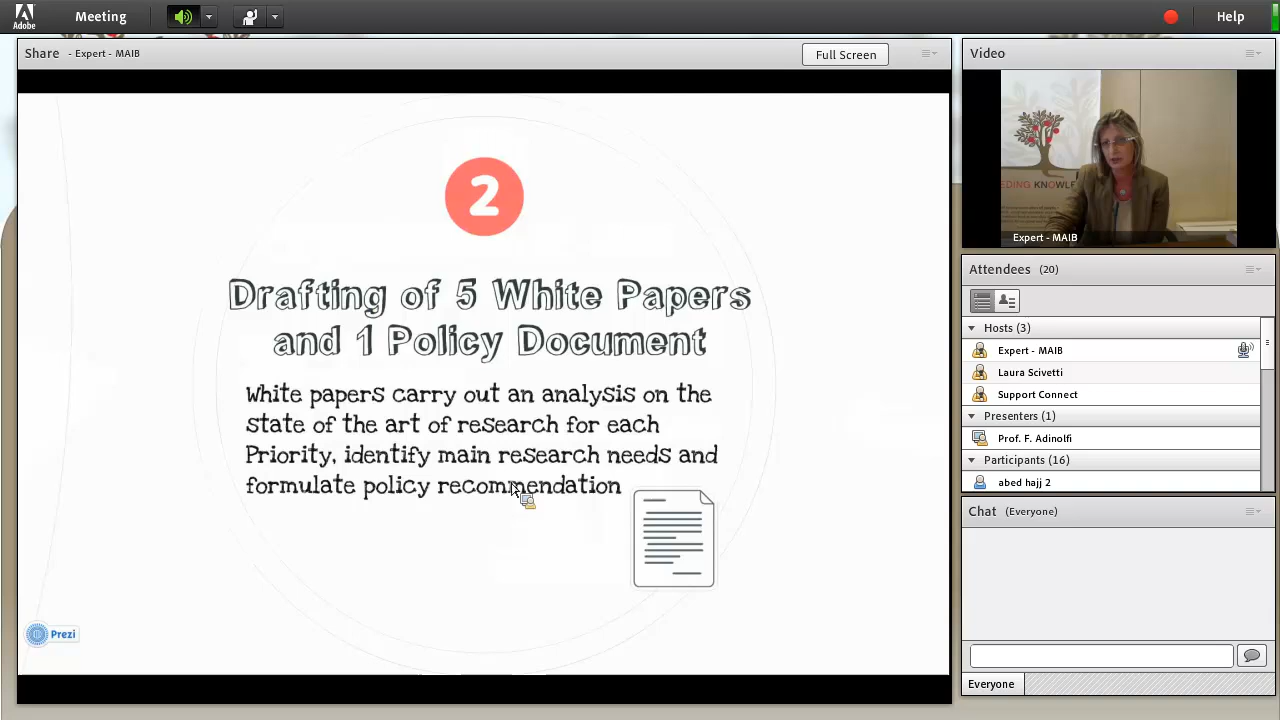 Adobe
Meeting
Help
Share - Expert - MAIB
Full Screen
2
Drafting of 5 White Papers
and 1 Policy Document
White papers carry out an analysis on the
state of the art of research for each
Priority, identify main research needs and
formulate policy recommendation
Prezi
Video
EDING KNOWLE
Expert - MAIB
Attendees (20)
Hosts (3)
Expert - MAIB
Laura Scivetti
Support Connect
Presenters (1)
Prof. F. Adinolfi
Participants (16)
abed hajj 2
Chat (Everyone)
Everyone